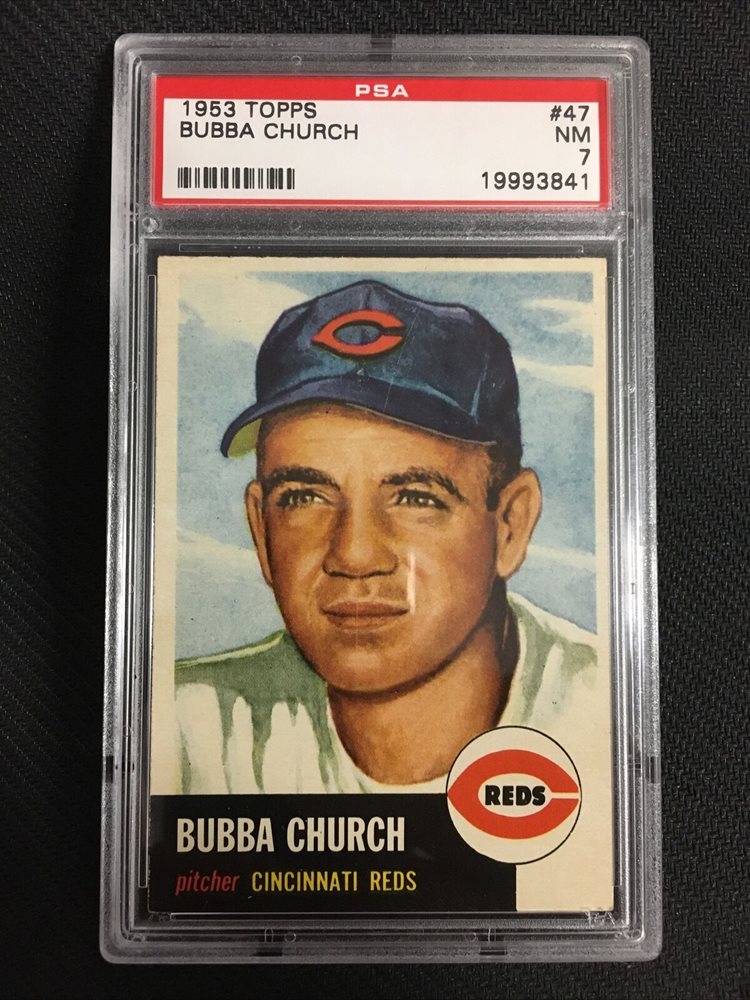 PSA
1953 TOPPS #47
BUBBA CHURCH NM
7
19993841
C
REDS
BUBBA CHURCH
pitcher CINCINNATI REDS